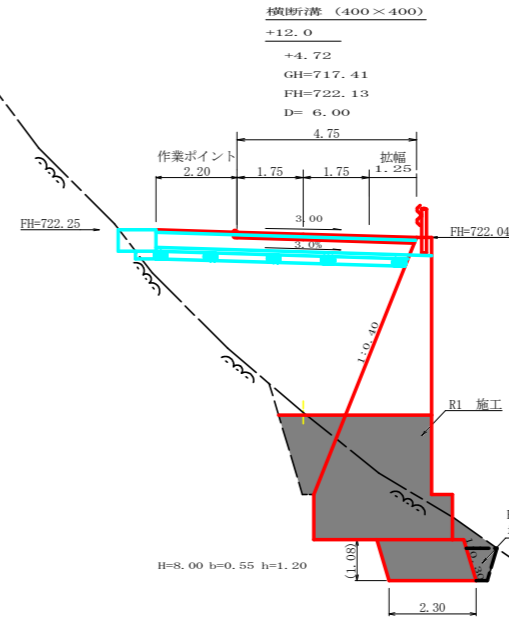 横断溝 (400×400)
+12.0
+4.72
GH=717.41
FH=722.13
D= 6.00
4.75
作業ポイント 拡幅
2.20 1.75 1.75 1.25
FH=722.25
3.00
FH=722.04
3.0%
1:0.40
R1 施工
(1.08)
H=8.00 b=0.55 h=1.20
2.30